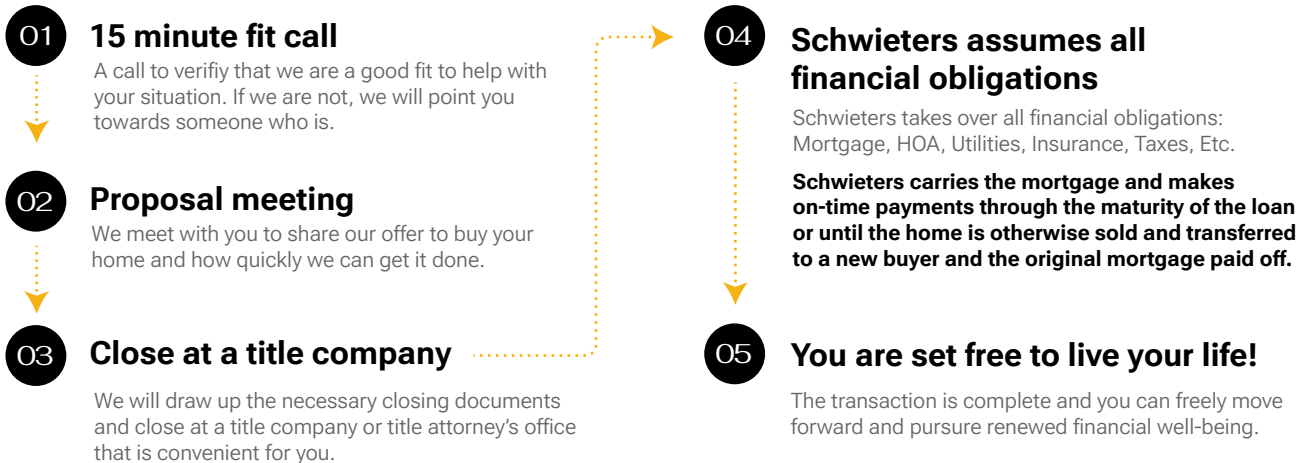 01
15 minute fit call
A call to verifiy that we are a good fit to help with
your situation. If we are not, we will point you
towards someone who is.
02
Proposal meeting
We meet with you to share our offer to buy your
home and how quickly we can get it done.
03
Close at a title company
We will draw up the necessary closing documents
and close at a title company or title attorney’s office
that is convenient for you.
04
Schwieters assumes all
financial obligations
Schwieters takes over all financial obligations:
Mortgage, HOA, Utilities, Insurance, Taxes, Etc.
Schwieters carries the mortgage and makes
on-time payments through the maturity of the loan
or until the home is otherwise sold and transferred
to a new buyer and the original mortgage paid off.
05
You are set free to live your life!
The transaction is complete and you can freely move
forward and pursure renewed financial well-being.